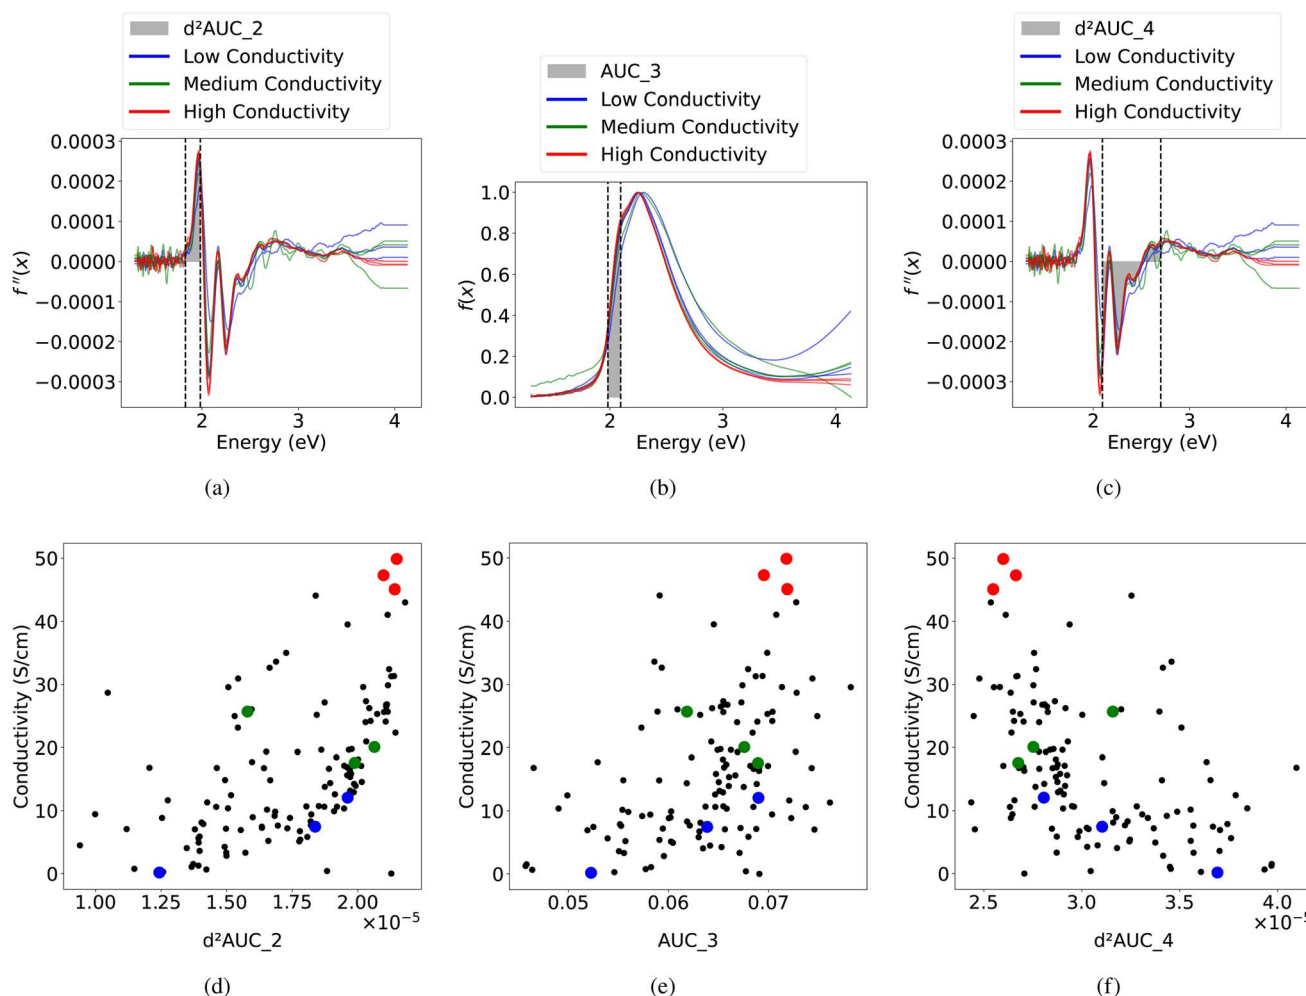 d²AUC_2
Low Conductivity
Medium Conductivity
High Conductivity
0.0003
0.0002
0.0001
0.0000
−0.0001
−0.0002
−0.0003
f''(x)
2 3 4
Energy (eV)
(a)
AUC_3
Low Conductivity
Medium Conductivity
High Conductivity
1.0
0.8
0.6
0.4
0.2
0.0
f(x)
2 3 4
Energy (eV)
(b)
d²AUC_4
Low Conductivity
Medium Conductivity
High Conductivity
0.0003
0.0002
0.0001
0.0000
−0.0001
−0.0002
−0.0003
f''(x)
2 3 4
Energy (eV)
(c)
50
40
30
20
10
0
Conductivity (S/cm)
1.00 1.25 1.50 1.75 2.00
×10⁻⁵
d²AUC_2
(d)
50
40
30
20
10
0
Conductivity (S/cm)
0.05 0.06 0.07
AUC_3
(e)
50
40
30
20
10
0
Conductivity (S/cm)
2.5 3.0 3.5 4.0
×10⁻⁵
d²AUC_4
(f)